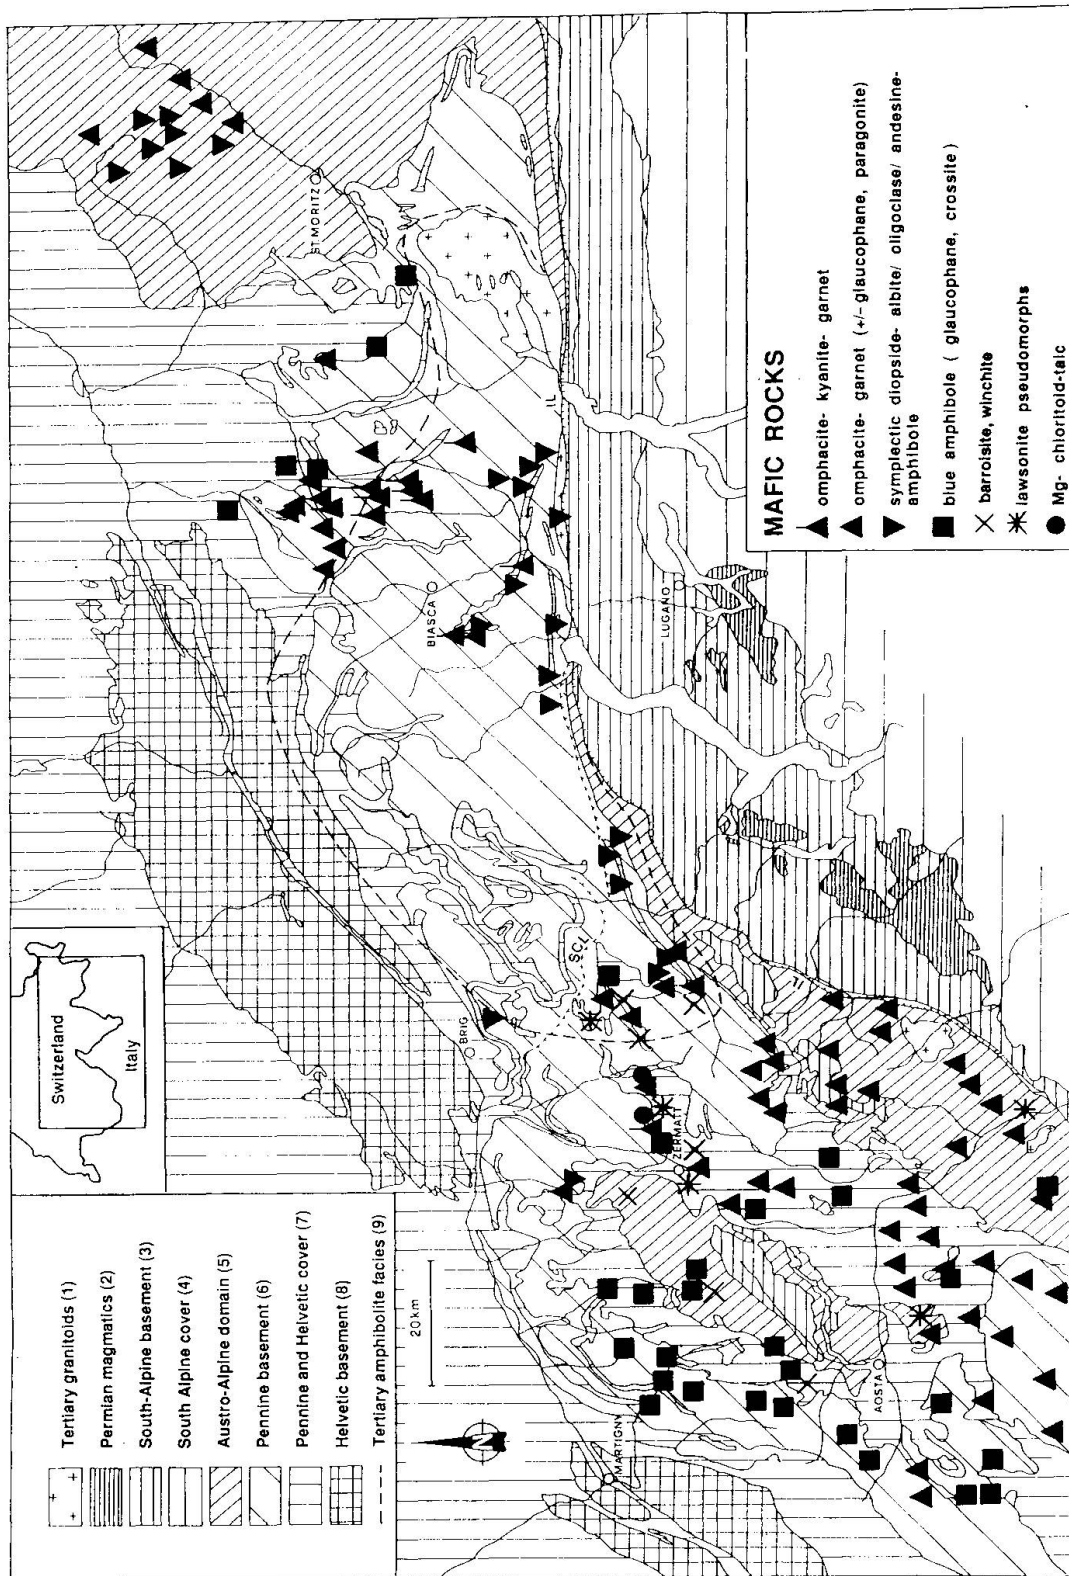 Tertiary granitoids (1)
Permian magmatics (2)
South-Alpine basement (3)
South Alpine cover (4)
Austro-Alpine domain (5)
Pennine basement (6)
Pennine and Helvetic cover (7)
Helvetic basement (8)
Tertiary amphibolite facies (9)
Switzerland
Italy
20km
N
MARTIGNY
AOSTA
ZERMATT
BRIG
SCL
BIASCA
LUGANO
IL
ST.MORITZ
MAFIC ROCKS
omphacite- kyanite- garnet
omphacite- garnet (+/- glaucophane, paragonite)
symplectic diopside- albite/ oligoclase/ andesine-
amphibole
blue amphibole ( glaucophane, crossite)
barroisite, winchite
lawsonite pseudomorphs
Mg- chloritoid-talc